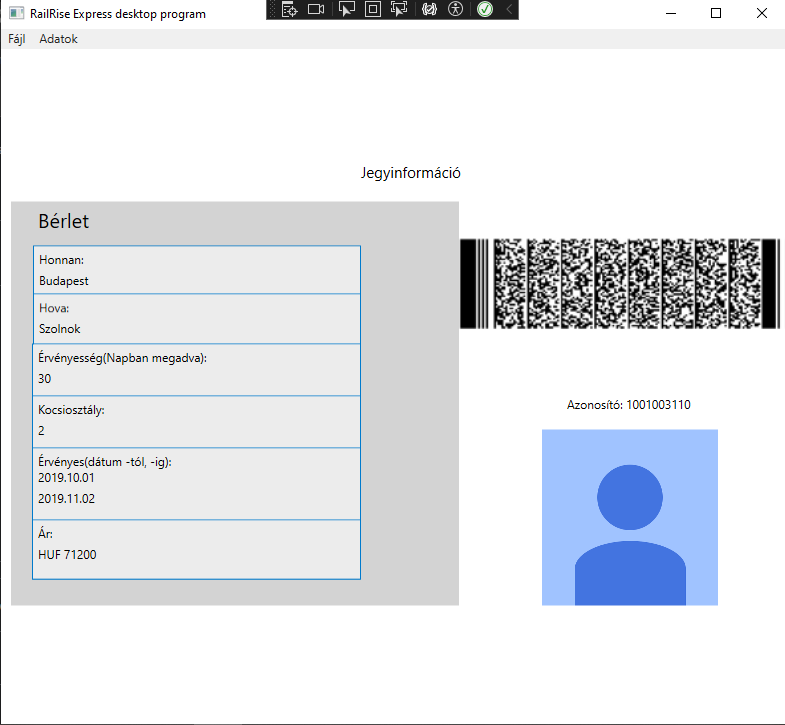 RailRise Express desktop program
Fájl Adatok
Jegyinformáció
Bérlet
Honnan:
Budapest
Hova:
Szolnok
Érvényesség(Napban megadva):
30
Kocsiosztály:
2
Érvényes(dátum -tól, -ig):
2019.10.01
2019.11.02
Ár:
HUF 71200
Azonosító: 1001003110